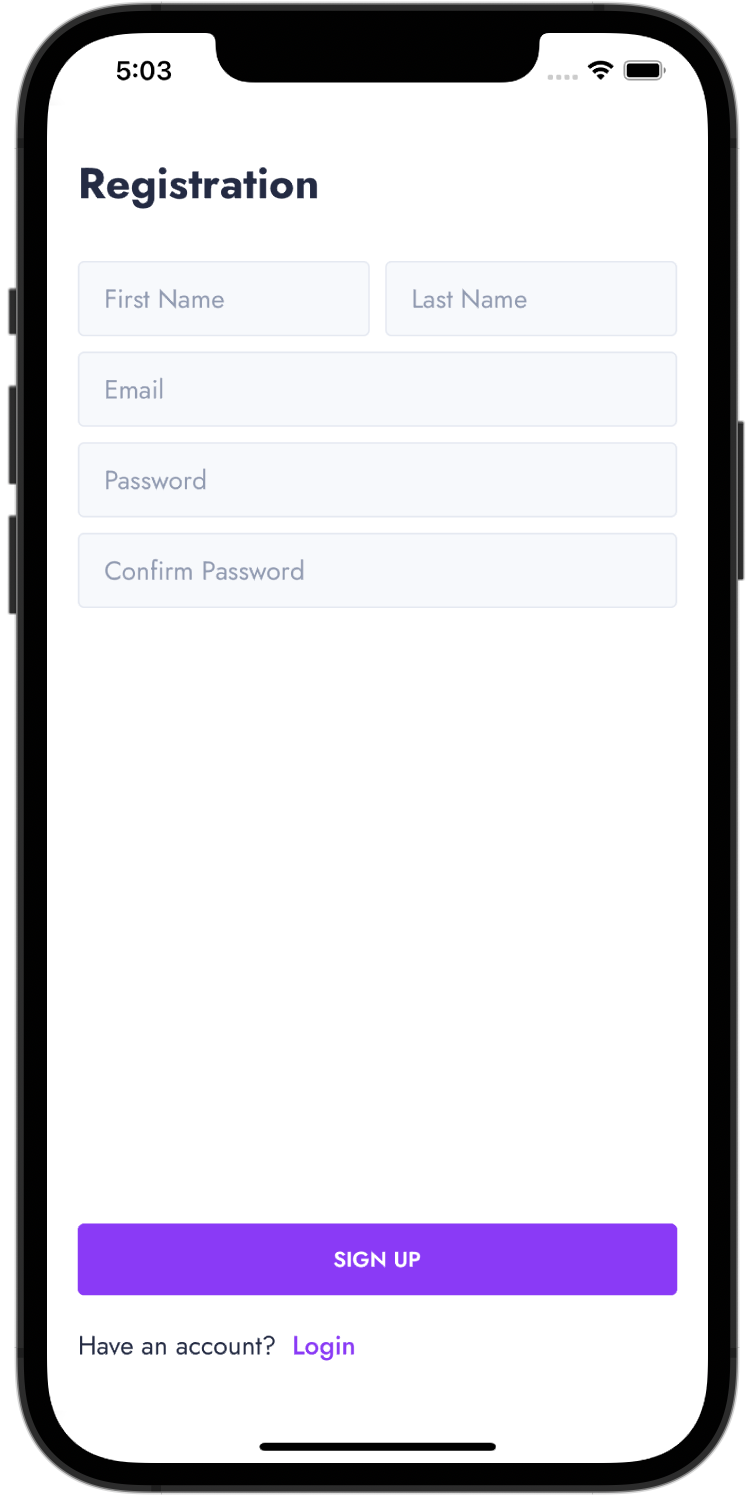 5:03
Registration
First Name Last Name
Email
Password
Confirm Password
SIGN UP
Have an account? Login